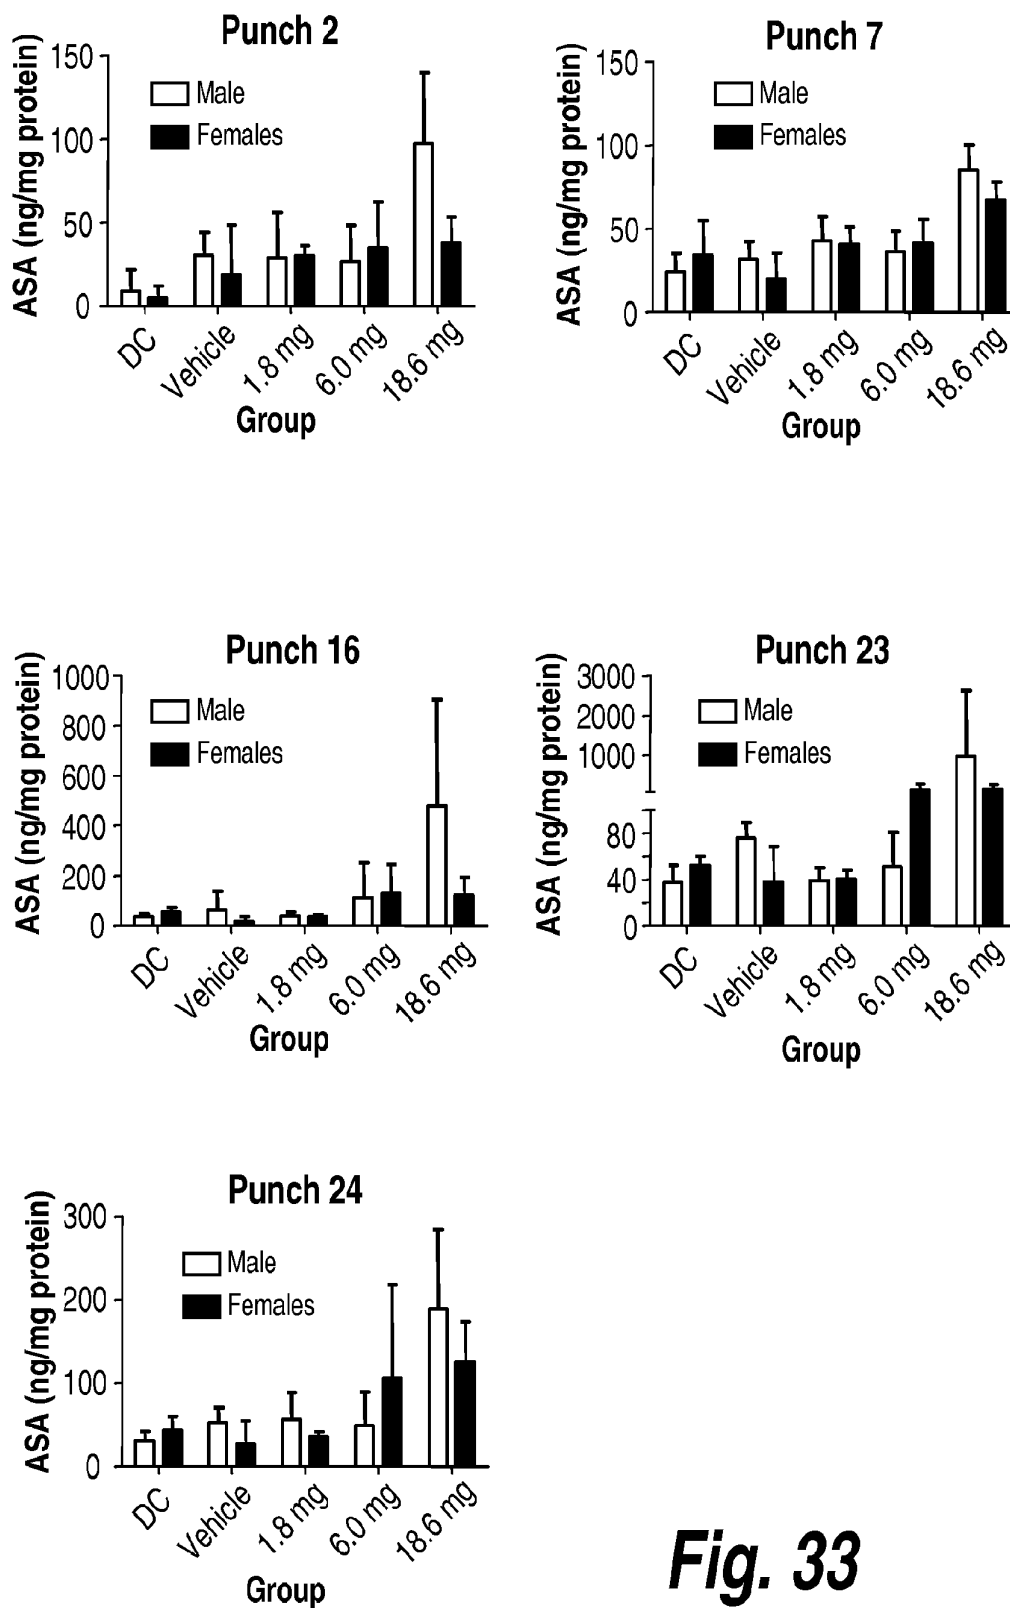 Punch 2
ASA (ng/mg protein)
150
100
50
0
Male
Females
DC
Vehicle
1.8 mg
6.0 mg
18.6 mg
Group
Punch 7
ASA (ng/mg protein)
150
100
50
0
Male
Females
DC
Vehicle
1.8 mg
6.0 mg
18.6 mg
Group
Punch 16
ASA (ng/mg protein)
1000
800
600
400
200
0
Male
Females
DC
Vehicle
1.8 mg
6.0 mg
18.6 mg
Group
Punch 23
ASA (ng/mg protein)
3000
2000
1000
80
40
0
Male
Females
DC
Vehicle
1.8 mg
6.0 mg
18.6 mg
Group
Punch 24
ASA (ng/mg protein)
300
200
100
0
Male
Females
DC
Vehicle
1.8 mg
6.0 mg
18.6 mg
Group
Fig. 33